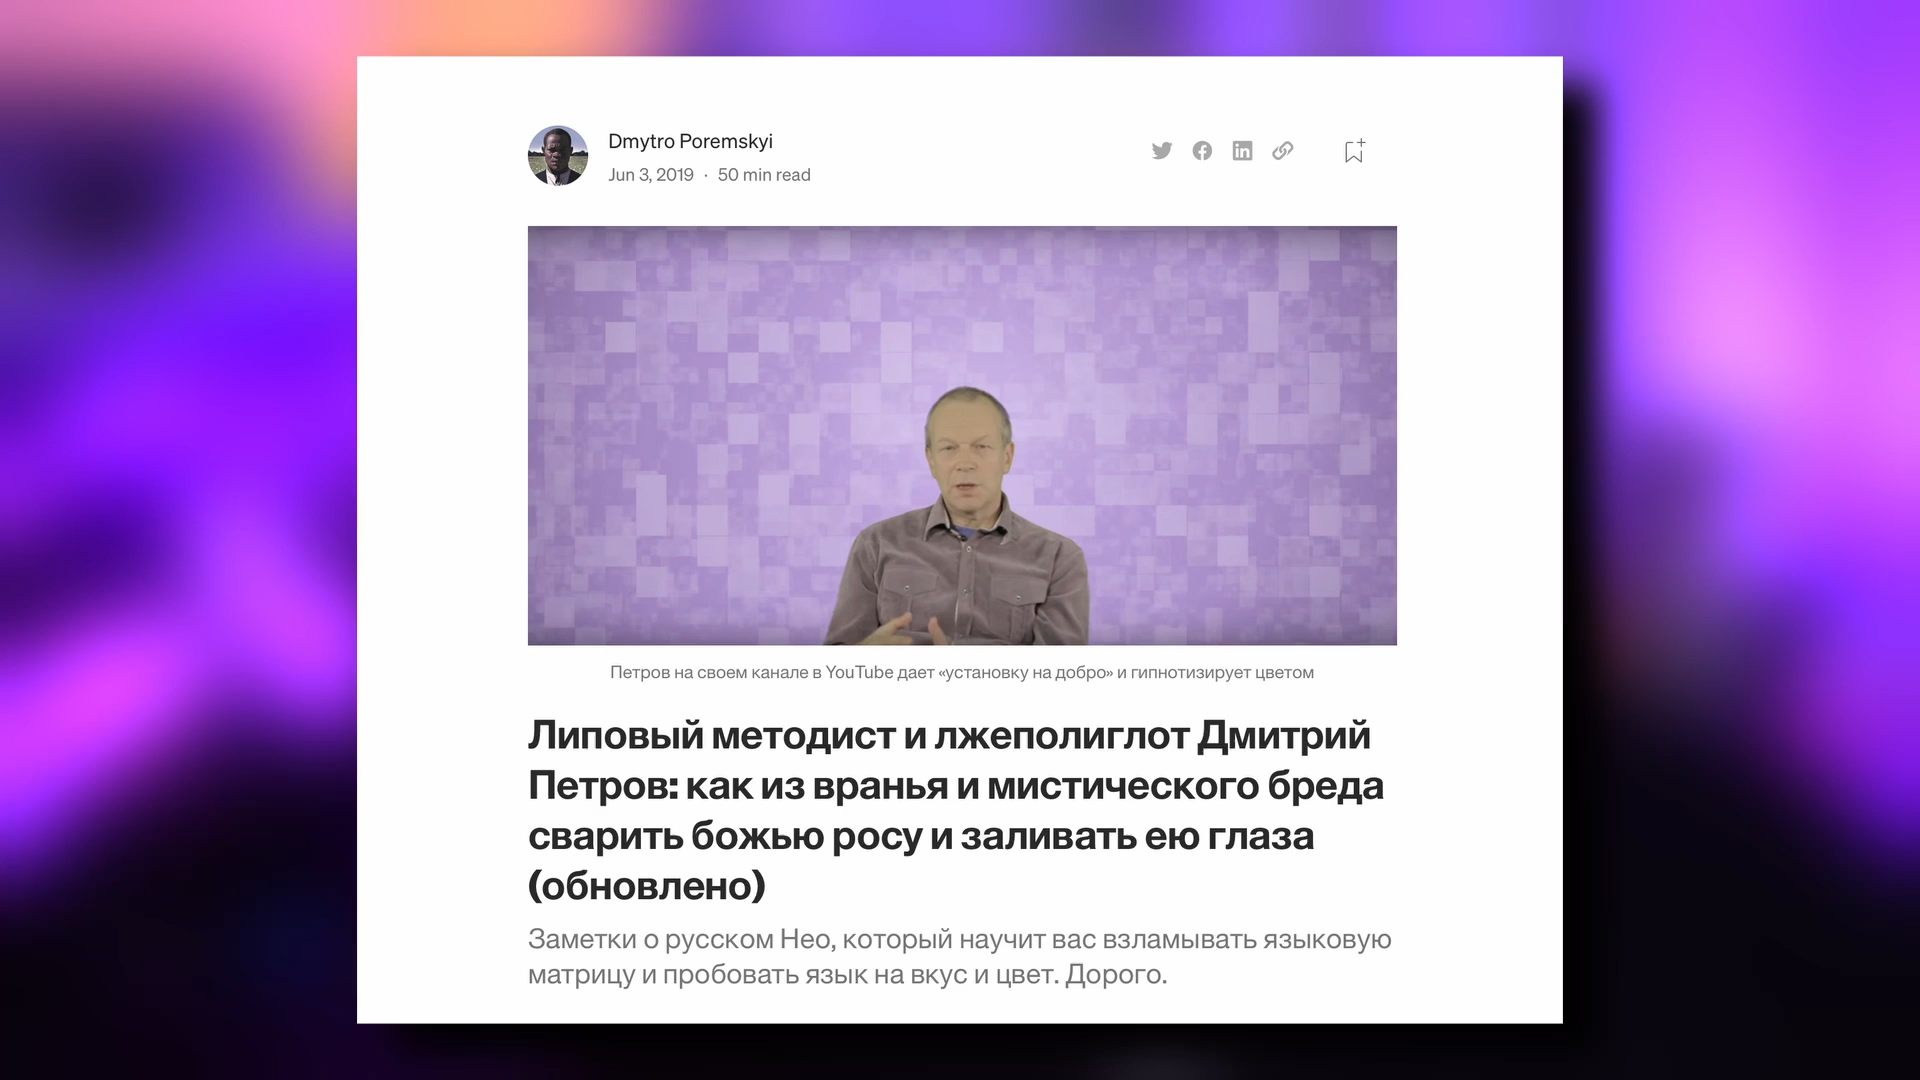 Dmytro Poremskyi
Jun 3, 2019 · 50 min read
Петров на своем канале в YouTube дает «установку на добро» и гипнотизирует цветом
Липовый методист и лжеполиглот Дмитрий
Петров: как из вранья и мистического бреда
сварить божью росу и заливать ею глаза
(обновлено)
Заметки о русском Нео, который научит вас взламывать языковую
матрицу и пробовать язык на вкус и цвет. Дорого.